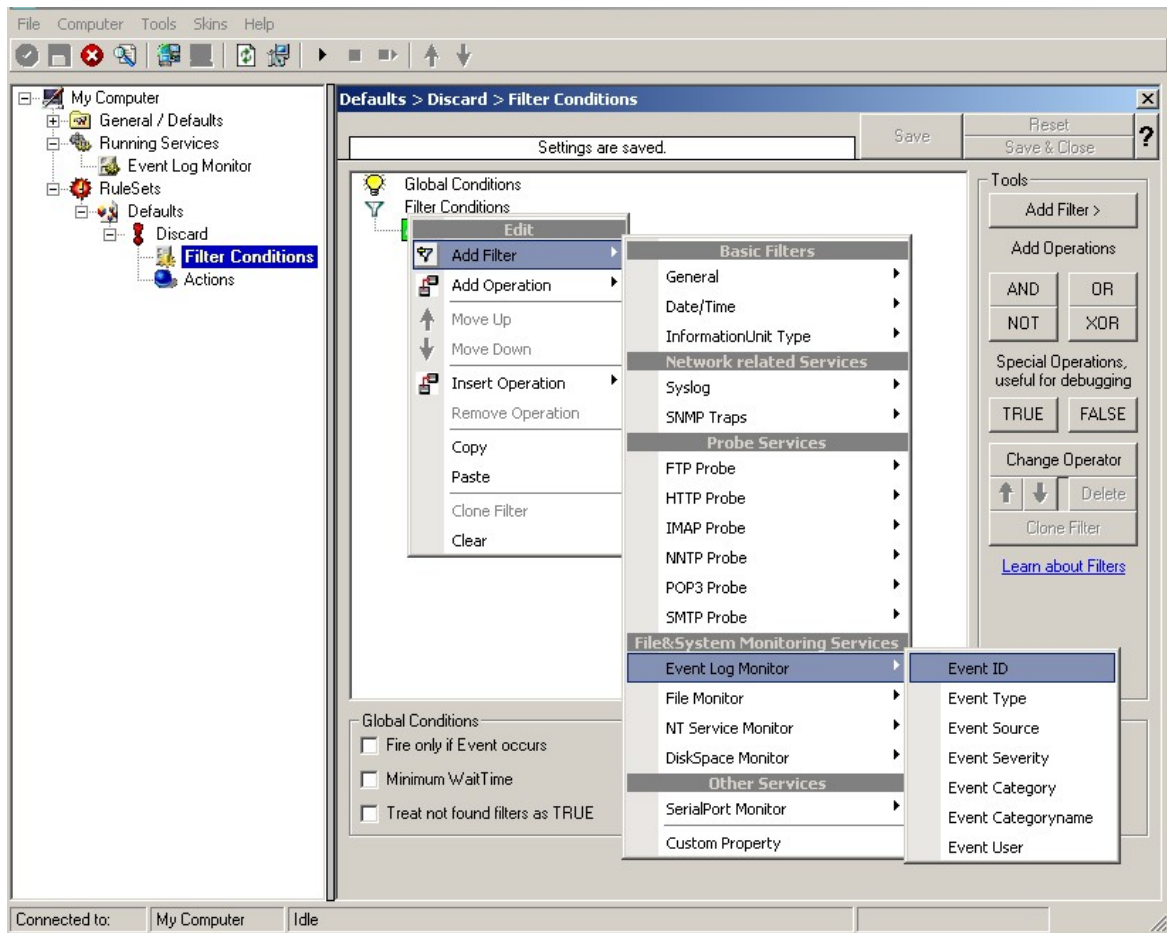 File Computer Tools Skins Help
My Computer
General / Defaults
Running Services
Event Log Monitor
RuleSets
Defaults
Discard
Filter Conditions
Actions
Defaults > Discard > Filter Conditions
Settings are saved.
Save
Reset
Save & Close
?
Global Conditions
Filter Conditions
Edit
Add Filter
Add Operation
Move Up
Move Down
Insert Operation
Remove Operation
Copy
Paste
Clone Filter
Clear
Basic Filters
General
Date/Time
InformationUnit Type
Network related Services
Syslog
SNMP Traps
Probe Services
FTP Probe
HTTP Probe
IMAP Probe
NNTP Probe
POP3 Probe
SMTP Probe
File&System Monitoring Services
Event Log Monitor
File Monitor
NT Service Monitor
DiskSpace Monitor
Other Services
SerialPort Monitor
Custom Property
Event ID
Event Type
Event Source
Event Severity
Event Category
Event Categoryname
Event User
Tools
Add Filter >
Add Operations
AND OR
NOT XOR
Special Operations,
useful for debugging
TRUE FALSE
Change Operator
Delete
Clone Filter
Learn about Filters
Global Conditions
Fire only if Event occurs
Minimum WaitTime
Treat not found filters as TRUE
Connected to: My Computer Idle